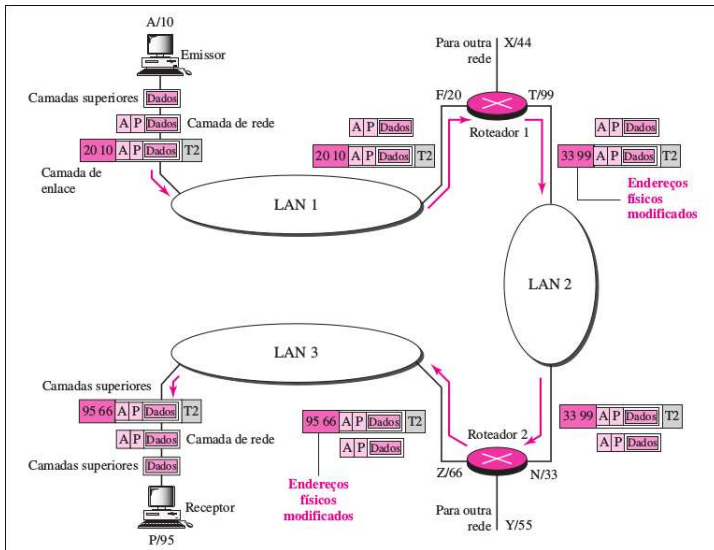 A/10
Emissor
Camadas superiores
Dados
A P Dados
Camada de rede
20 10 A P Dados T2
Camada de
enlace
LAN 1
A P Dados
20 10 A P Dados T2
Para outra
rede
X/44
F/20
T/99
Roteador 1
A P Dados
33 99 A P Dados T2
Endereços
físicos
modificados
LAN 2
33 99 A P Dados T2
A P Dados
Roteador 2
Z/66
N/33
Para outra
rede
Y/55
LAN 3
95 66 A P Dados T2
A P Dados
Endereços
físicos
modificados
Camadas superiores
95 66 A P Dados T2
A P Dados
Camada de rede
Camadas superiores
Dados
Receptor
P/95